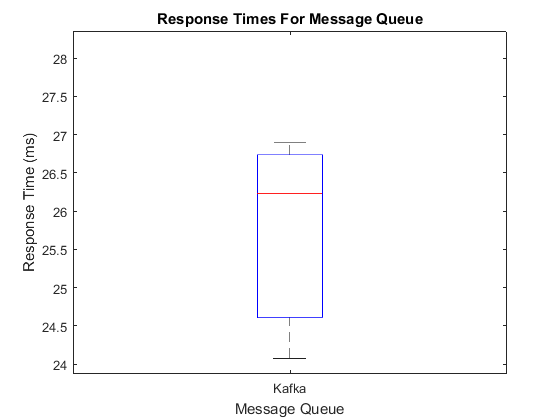 Response Times For Message Queue
Response Time (ms)
28
27.5
27
26.5
26
25.5
25
24.5
24
Kafka
Message Queue